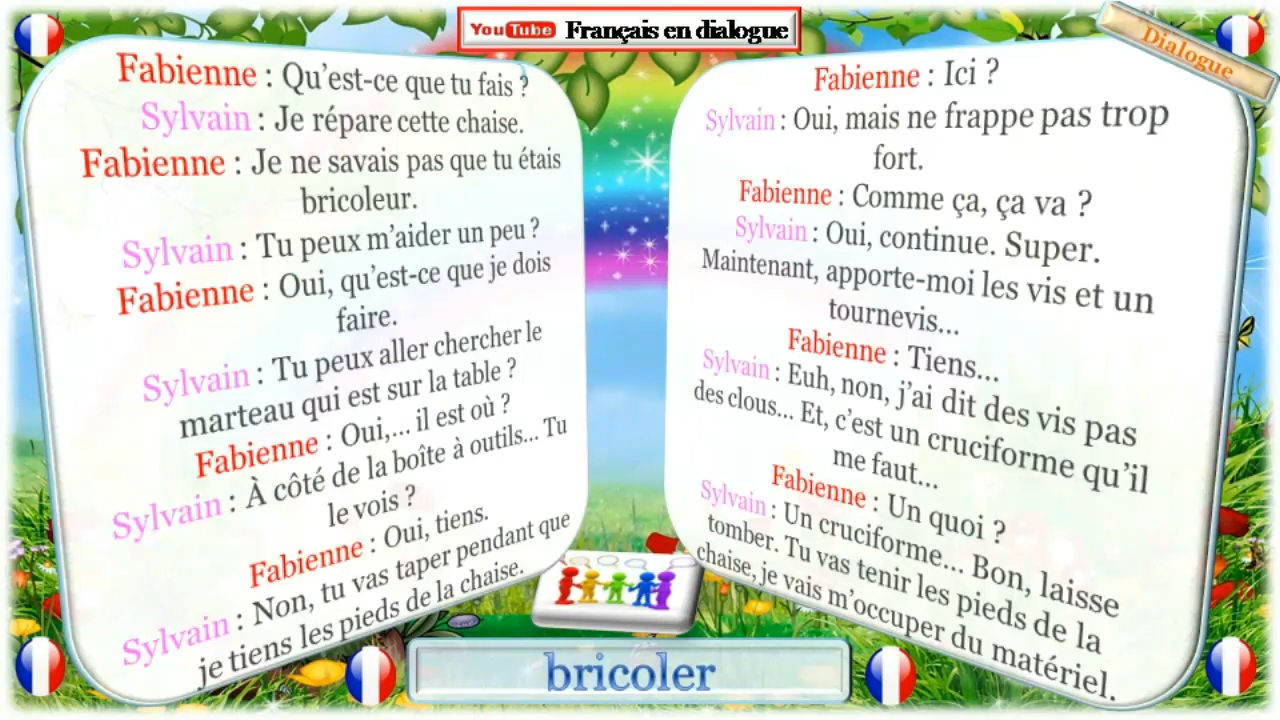 YouTube Français en dialogue
Dialogue
Fabienne : Qu’est-ce que tu fais ?
Sylvain : Je répare cette chaise.
Fabienne : Je ne savais pas que tu étais
bricoleur.
Sylvain : Tu peux m’aider un peu ?
Fabienne : Oui, qu’est-ce que je dois
faire.
Sylvain : Tu peux aller chercher le
marteau qui est sur la table ?
Fabienne : Oui,... il est où ?
Sylvain : À côté de la boîte à outils... Tu
le vois ?
Fabienne : Oui, tiens.
Sylvain : Non, tu vas taper pendant que
je tiens les pieds de la chaise.
Fabienne : Ici ?
Sylvain : Oui, mais ne frappe pas trop
fort.
Fabienne : Comme ça, ça va ?
Sylvain : Oui, continue. Super.
Maintenant, apporte-moi les vis et un
tournevis...
Fabienne : Tiens...
Sylvain : Euh, non, j’ai dit des vis pas
des clous... Et, c’est un cruciforme qu’il
me faut...
Fabienne : Un quoi ?
Sylvain : Un cruciforme... Bon, laisse
tomber. Tu vas tenir les pieds de la
chaise, je vais m’occuper du matériel.
bricoler